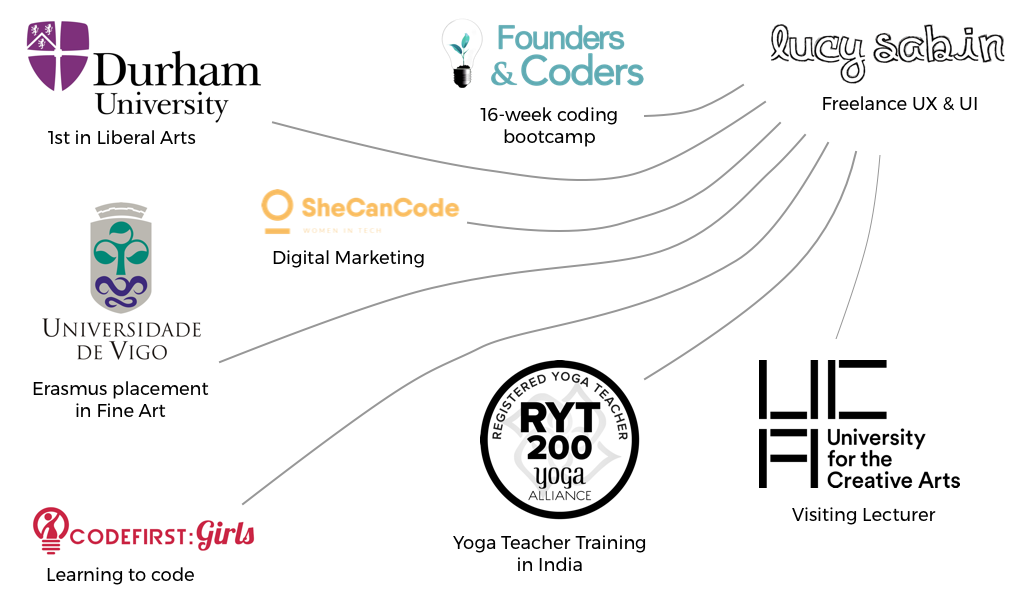 Durham
University
1st in Liberal Arts
Founders
& Coders
16-week coding
bootcamp
lucy sabin
Freelance UX & UI
SheCanCode
WOMEN IN TECH
Digital Marketing
UNIVERSIDADE
DE VIGO
Erasmus placement
in Fine Art
CODEFIRST: Girls
Learning to code
REGISTERED YOGA TEACHER
RYT
200
yoga
ALLIANCE
Yoga Teacher Training
in India
UCA
University
for the
Creative Arts
Visiting Lecturer